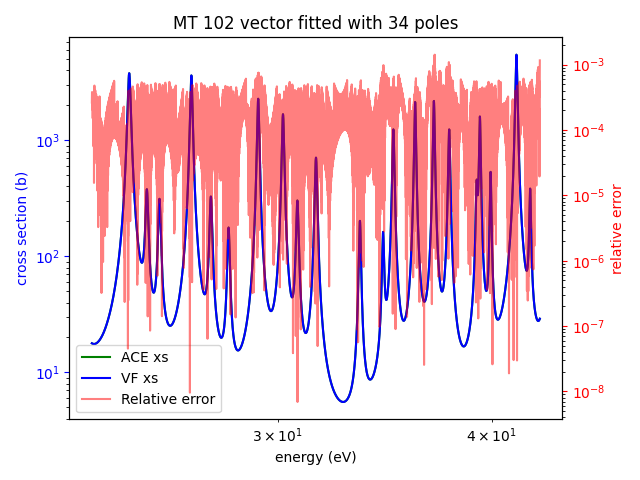 MT 102 vector fitted with 34 poles
cross section (b)
10³
10²
10¹
10⁻³
10⁻⁴
10⁻⁵
10⁻⁶
10⁻⁷
10⁻⁸
relative error
ACE xs
VF xs
Relative error
3 × 10¹
4 × 10¹
energy (eV)